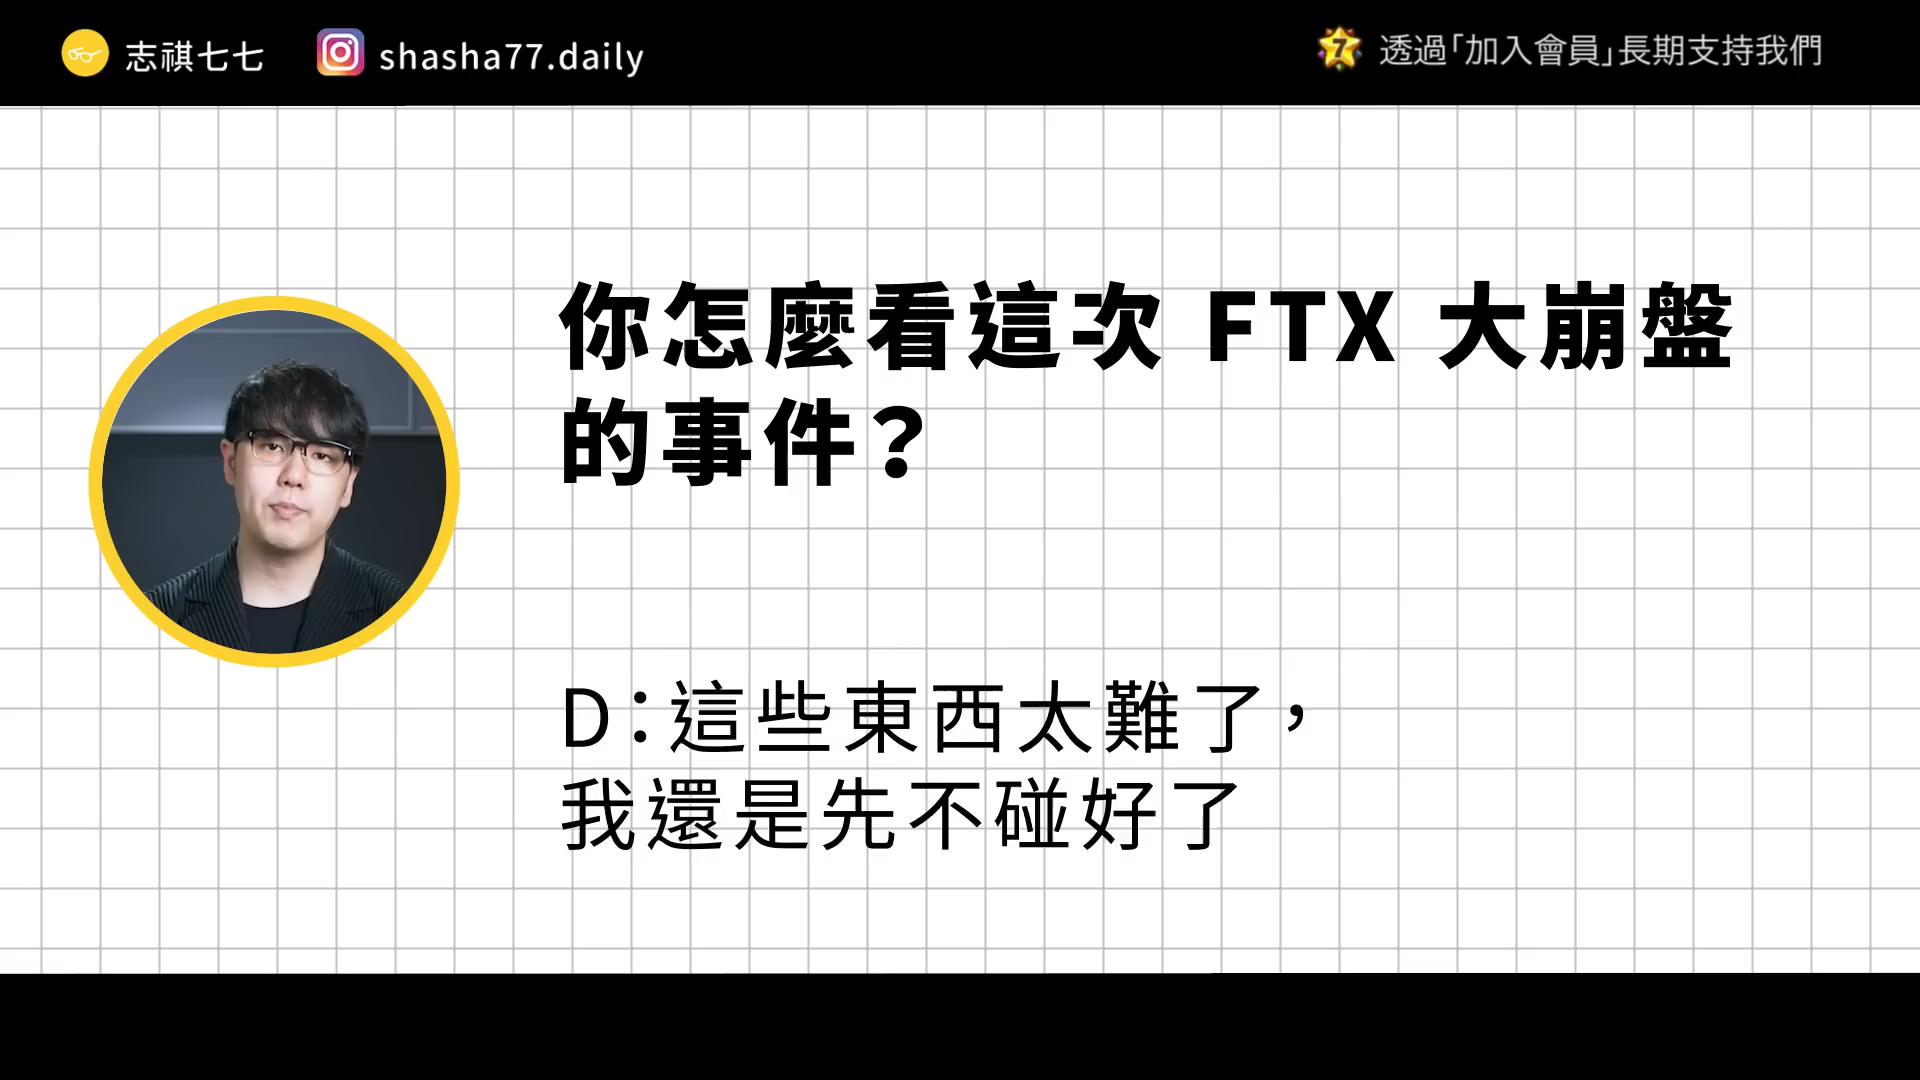 志祺七七
shasha77.daily
透過「加入會員」長期支持我們
你怎麼看這次 FTX 大崩盤
的事件？
D：這些東西太難了，
我還是先不碰好了